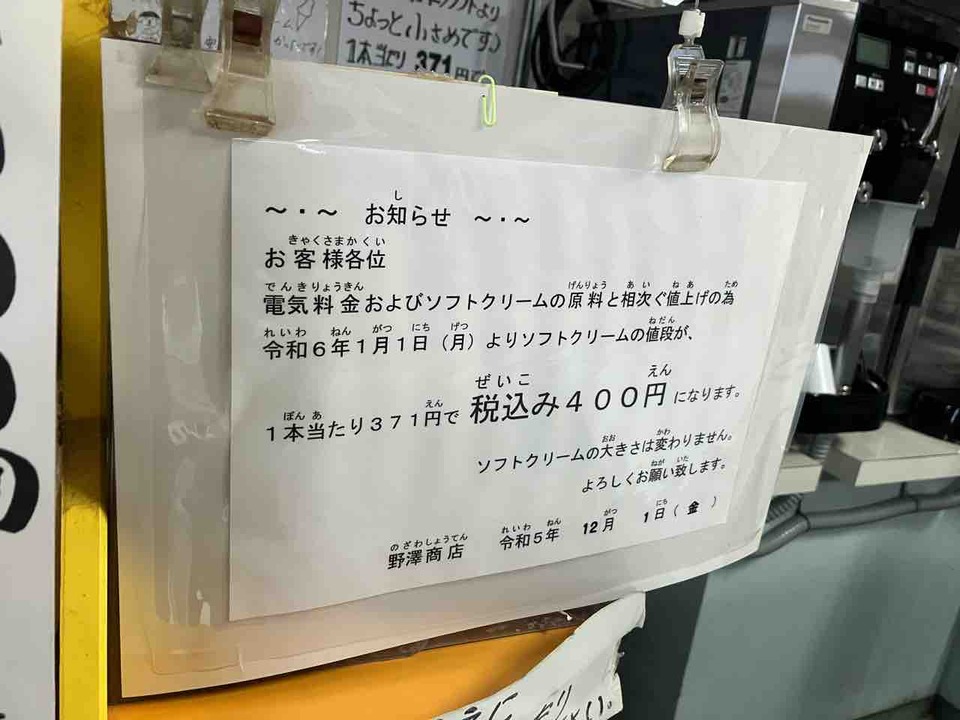 ちょっと小さめです)
1本当たり 371円
～・～ お知らせ ～・～
お客様各位
電気料金およびソフトクリームの原料と相次ぐ値上げの為
令和6年1月1日（月）よりソフトクリームの値段が、
1本当たり371円で 税込み400円になります。
ソフトクリームの大きさは変わりません。
よろしくお願い致します。
野澤商店 令和5年 12月 1日（金）